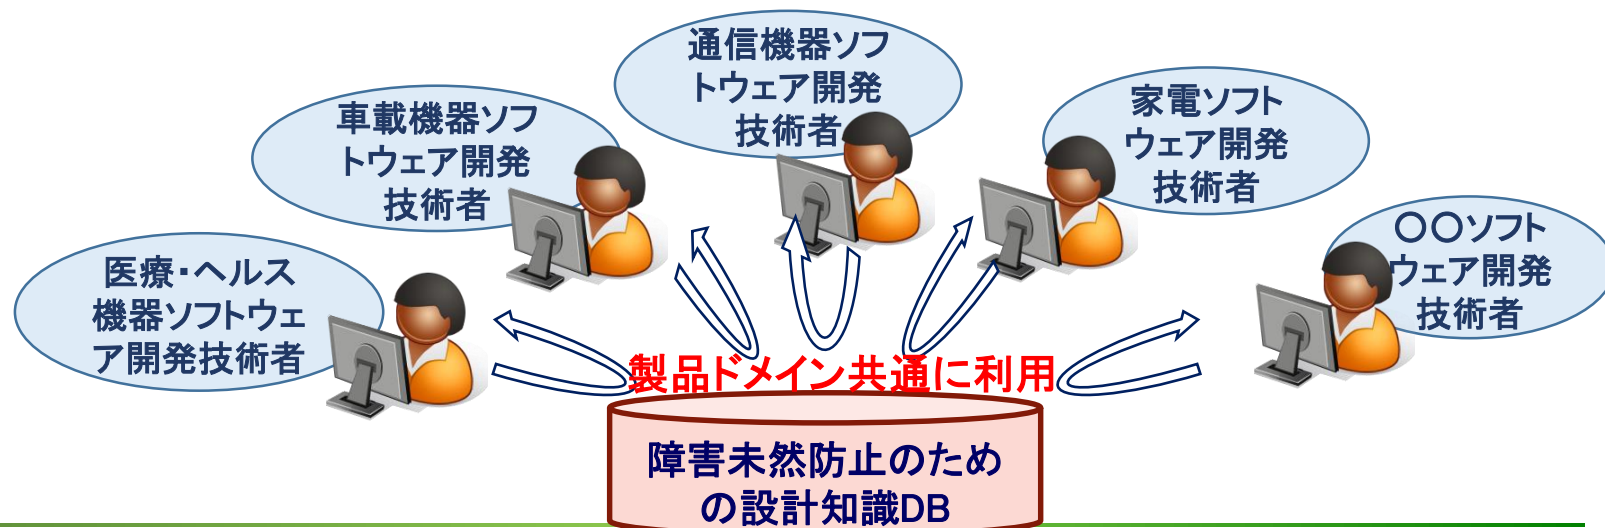 通信機器ソフ
トウェア開発
技術者
車載機器ソフ
トウェア開発
技術者
家電ソフト
ウェア開発
技術者
医療・ヘルス
機器ソフトウェ
ア開発技術者
〇〇ソフト
ウェア開発
技術者
製品ドメイン共通に利用
障害未然防止のため
の設計知識DB